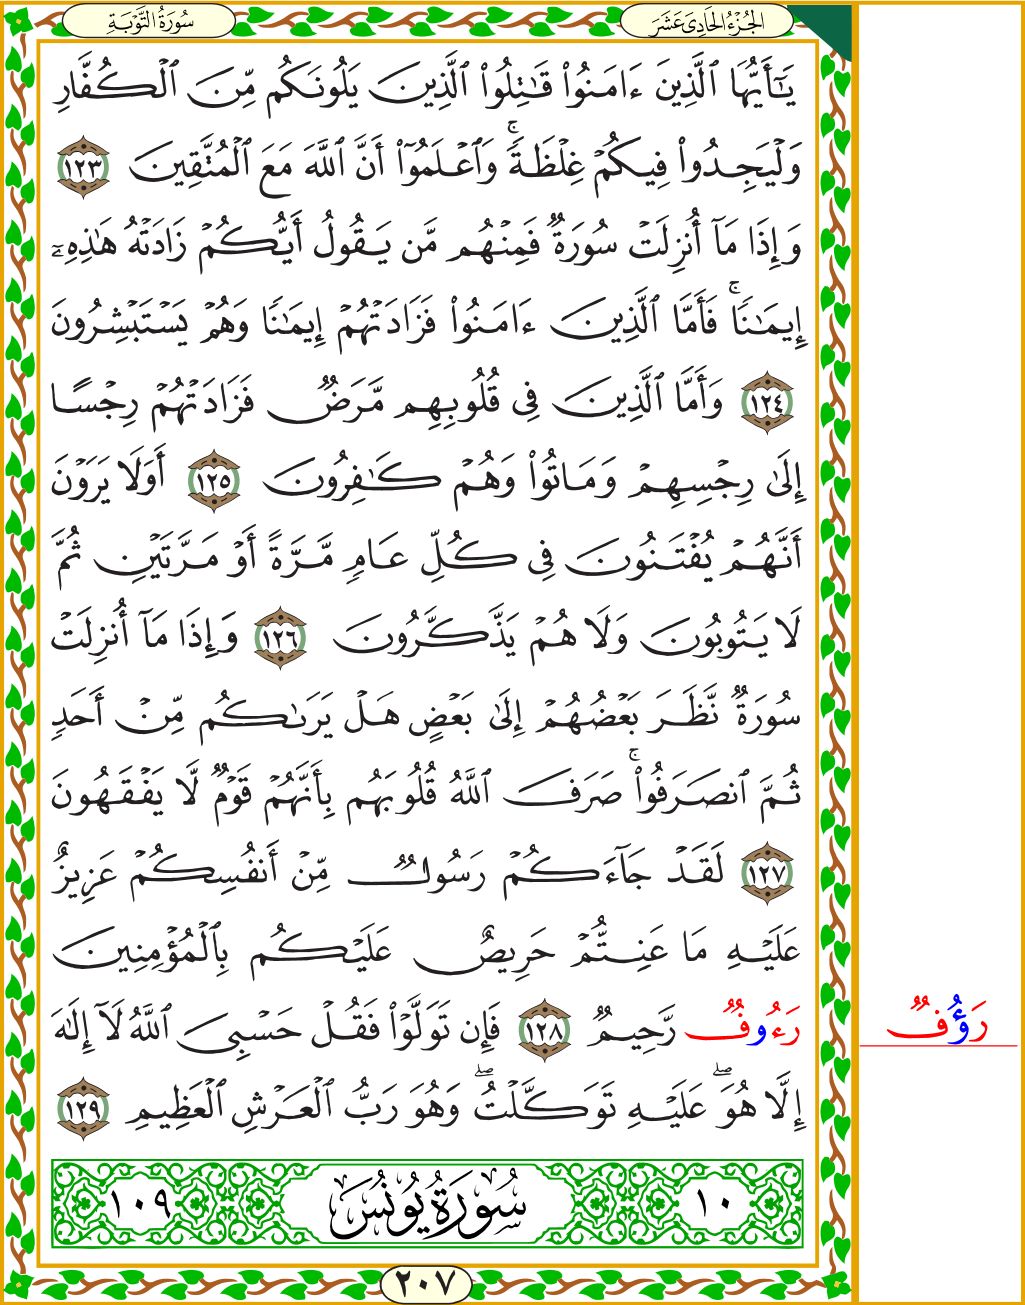 سُورَةُ التَّوْبَةِ
الجُزْءُ الحَادِىَ عَشَرَ
يَٰٓأَيُّهَا ٱلَّذِينَ ءَامَنُوا۟ قَٰتِلُوا۟ ٱلَّذِينَ يَلُونَكُم مِّنَ ٱلْكُفَّارِ
وَلْيَجِدُوا۟ فِيكُمْ غِلْظَةً ۚ وَٱعْلَمُوٓا۟ أَنَّ ٱللَّهَ مَعَ ٱلْمُتَّقِينَ ١٢٣
وَإِذَا مَآ أُنزِلَتْ سُورَةٌ فَمِنْهُم مَّن يَقُولُ أَيُّكُمْ زَادَتْهُ هَٰذِهِۦٓ
إِيمَٰنًا ۚ فَأَمَّا ٱلَّذِينَ ءَامَنُوا۟ فَزَادَتْهُمْ إِيمَٰنًا وَهُمْ يَسْتَبْشِرُونَ
١٢٤ وَأَمَّا ٱلَّذِينَ فِى قُلُوبِهِم مَّرَضٌ فَزَادَتْهُمْ رِجْسًا
إِلَىٰ رِجْسِهِمْ وَمَاتُوا۟ وَهُمْ كَٰفِرُونَ ١٢٥ أَوَلَا يَرَوْنَ
أَنَّهُمْ يُفْتَنُونَ فِى كُلِّ عَامٍ مَّرَّةً أَوْ مَرَّتَيْنِ ثُمَّ
لَا يَتُوبُونَ وَلَا هُمْ يَذَّكَّرُونَ ١٢٦ وَإِذَا مَآ أُنزِلَتْ
سُورَةٌ نَّظَرَ بَعْضُهُمْ إِلَىٰ بَعْضٍ هَلْ يَرَىٰكُم مِّنْ أَحَدٍ
ثُمَّ ٱنصَرَفُوا۟ ۚ صَرَفَ ٱللَّهُ قُلُوبَهُم بِأَنَّهُمْ قَوْمٌ لَّا يَفْقَهُونَ
١٢٧ لَقَدْ جَآءَكُمْ رَسُولٌ مِّنْ أَنفُسِكُمْ عَزِيزٌ
عَلَيْهِ مَا عَنِتُّمْ حَرِيصٌ عَلَيْكُم بِٱلْمُؤْمِنِينَ
رَءُوفٌ رَّحِيمٌ ١٢٨ فَإِن تَوَلَّوْا۟ فَقُلْ حَسْبِىَ ٱللَّهُ لَآ إِلَٰهَ
رَؤُفٌ
إِلَّا هُوَ ۖ عَلَيْهِ تَوَكَّلْتُ ۖ وَهُوَ رَبُّ ٱلْعَرْشِ ٱلْعَظِيمِ ١٢٩
١٠ سُورَةُ يُونُسَ ١٠٩
٢٠٧